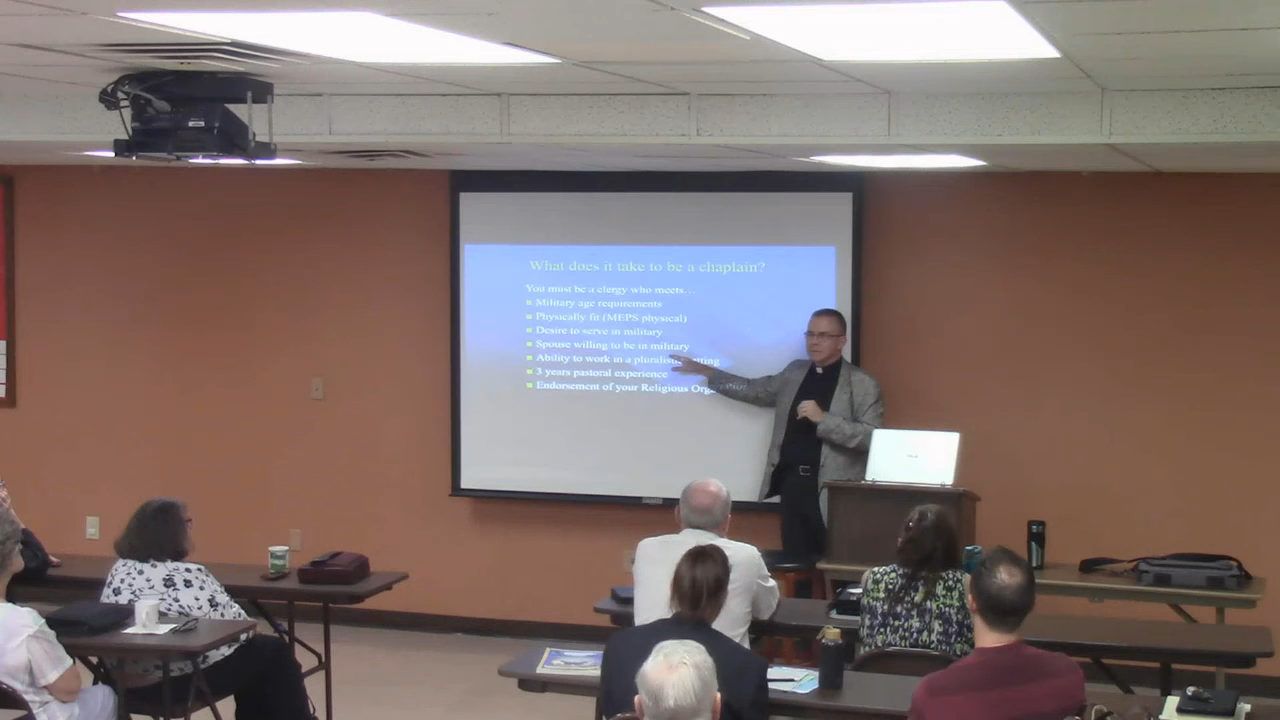 What does it take to be a chaplain?
You must be a clergy who meets…
Military age requirements
Physically fit (MEPS physical)
Desire to serve in military
Spouse willing to be in military
Ability to work in a
3 years pastoral experience
Endorsement of your Religious